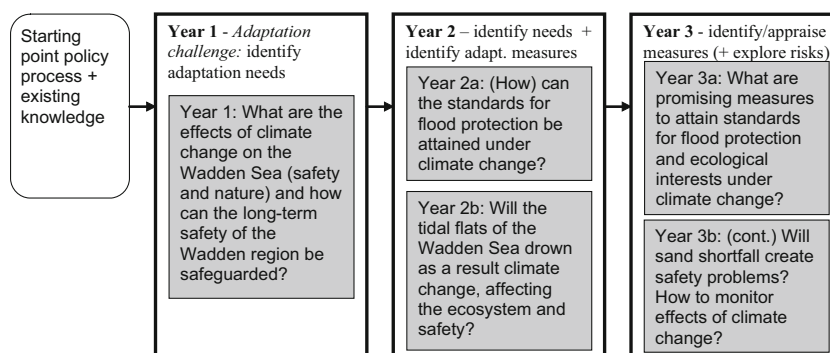 Starting
point policy
process +
existing
knowledge
Year 1 - Adaptation
challenge: identify
adaptation needs
Year 1: What are the
effects of climate
change on the
Wadden Sea (safety
and nature) and how
can the long-term
safety of the
Wadden region be
safeguarded?
Year 2 – identify needs +
identify adapt. measures
Year 2a: (How) can
the standards for
flood protection be
attained under
climate change?
Year 2b: Will the
tidal flats of the
Wadden Sea drown
as a result climate
change, affecting
the ecosystem and
safety?
Year 3 - identify/appraise
measures (+ explore risks)
Year 3a: What are
promising measures
to attain standards
for flood protection
and ecological
interests under
climate change?
Year 3b: (cont.) Will
sand shortfall create
safety problems?
How to monitor
effects of climate
change?